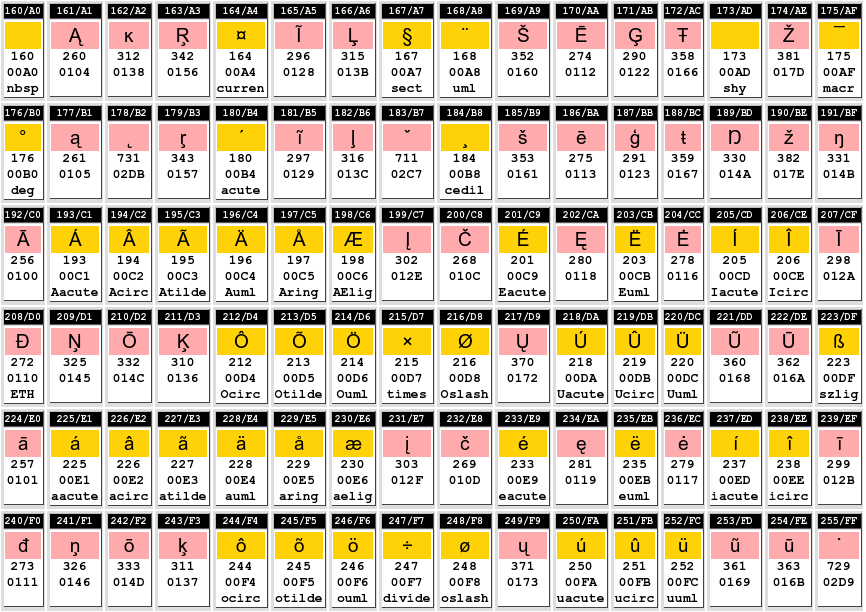 160/A0 161/A1 162/A2 163/A3 164/A4 165/A5 166/A6 167/A7 168/A8 169/A9 170/AA 171/AB 172/AC 173/AD 174/AE 175/AF
Ą ĸ Ŗ ¤ Ĩ Ļ § ¨ Š Ē Ģ Ŧ Ž ¯
160 260 312 342 164 296 315 167 168 352 274 290 358 173 381 175
00A0 0104 0138 0156 00A4 0128 013B 00A7 00A8 0160 0112 0122 0166 00AD 017D 00AF
nbsp curren sect uml shy macr
176/B0 177/B1 178/B2 179/B3 180/B4 181/B5 182/B6 183/B7 184/B8 185/B9 186/BA 187/BB 188/BC 189/BD 190/BE 191/BF
° ą ˛ ŗ ´ ĩ ļ ˇ ¸ š ē ģ ŧ Ŋ ž ŋ
176 261 731 343 180 297 316 711 184 353 275 291 359 330 382 331
00B0 0105 02DB 0157 00B4 0129 013C 02C7 00B8 0161 0113 0123 0167 014A 017E 014B
deg acute cedil
192/C0 193/C1 194/C2 195/C3 196/C4 197/C5 198/C6 199/C7 200/C8 201/C9 202/CA 203/CB 204/CC 205/CD 206/CE 207/CF
Ā Á Â Ã Ä Å Æ Į Č É Ę Ë Ė Í Î Ī
256 193 194 195 196 197 198 302 268 201 280 203 278 205 206 298
0100 00C1 00C2 00C3 00C4 00C5 00C6 012E 010C 00C9 0118 00CB 0116 00CD 00CE 012A
Aacute Acirc Atilde Auml Aring AElig Eacute Euml Iacute Icirc
208/D0 209/D1 210/D2 211/D3 212/D4 213/D5 214/D6 215/D7 216/D8 217/D9 218/DA 219/DB 220/DC 221/DD 222/DE 223/DF
Đ Ņ Ō Ķ Ô Õ Ö × Ø Ų Ú Û Ü Ũ Ū ß
272 325 332 310 212 213 214 215 216 370 218 219 220 360 362 223
0110 0145 014C 0136 00D4 00D5 00D6 00D7 00D8 0172 00DA 00DB 00DC 0168 016A 00DF
ETH Ocirc Otilde Ouml times Oslash Uacute Ucirc Uuml szlig
224/E0 225/E1 226/E2 227/E3 228/E4 229/E5 230/E6 231/E7 232/E8 233/E9 234/EA 235/EB 236/EC 237/ED 238/EE 239/EF
ā á â ã ä å æ į č é ę ë ė í î ī
257 225 226 227 228 229 230 303 269 233 281 235 279 237 238 299
0101 00E1 00E2 00E3 00E4 00E5 00E6 012F 010D 00E9 0119 00EB 0117 00ED 00EE 012B
aacute acirc atilde auml aring aelig eacute euml iacute icirc
240/F0 241/F1 242/F2 243/F3 244/F4 245/F5 246/F6 247/F7 248/F8 249/F9 250/FA 251/FB 252/FC 253/FD 254/FE 255/FF
đ ņ ō ķ ô õ ö ÷ ø ų ú û ü ũ ū ˙
273 326 333 311 244 245 246 247 248 371 250 251 252 361 363 729
0111 0146 014D 0137 00F4 00F5 00F6 00F7 00F8 0173 00FA 00FB 00FC 0169 016B 02D9
ocirc otilde ouml divide oslash uacute ucirc uuml